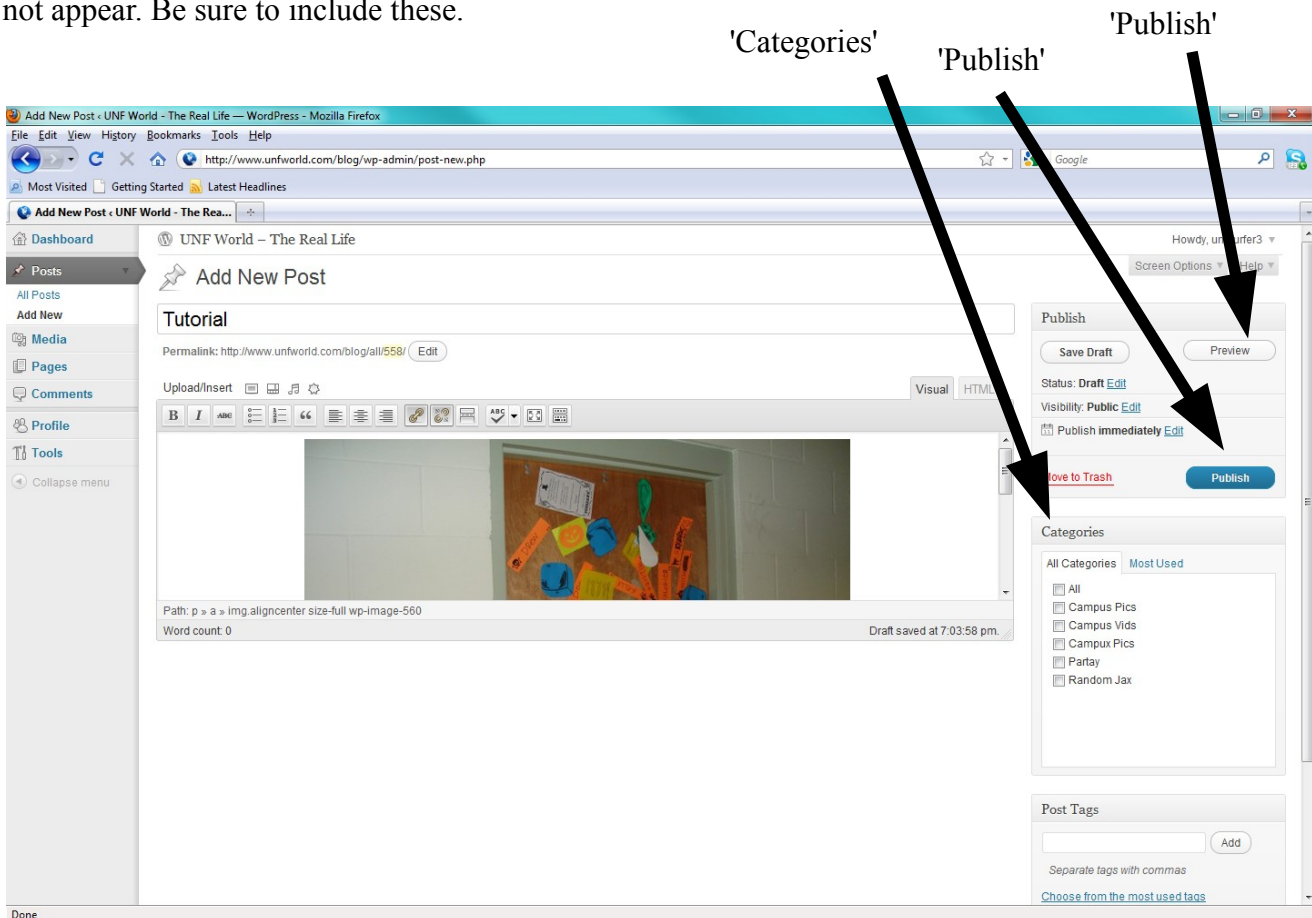 not appear. Be sure to include these.
'Categories'
'Publish'
'Publish'
Add New Post ‹ UNF World - The Real Life — WordPress - Mozilla Firefox
File Edit View History Bookmarks Tools Help
http://www.unfworld.com/blog/wp-admin/post-new.php
Google
Most Visited Getting Started Latest Headlines
Add New Post ‹ UNF World - The Rea...
Dashboard
Posts
All Posts
Add New
Media
Pages
Comments
Profile
Tools
Collapse menu
UNF World – The Real Life
Howdy,
Screen Options Help
Add New Post
Tutorial
Permalink: http://www.unfworld.com/blog/all/558/ Edit
Upload/Insert
Visual HTML
B I ABC ABC
Path: p » a » img.aligncenter size-full wp-image-560
Word count: 0
Draft saved at 7:03:58 pm.
Publish
Save Draft Preview
Status: Draft Edit
Visibility: Public Edit
Publish immediately Edit
Move to Trash Publish
Categories
All Categories Most Used
All
Campus Pics
Campus Vids
Campux Pics
Partay
Random Jax
Post Tags
Add
Separate tags with commas
Choose from the most used tags
Done